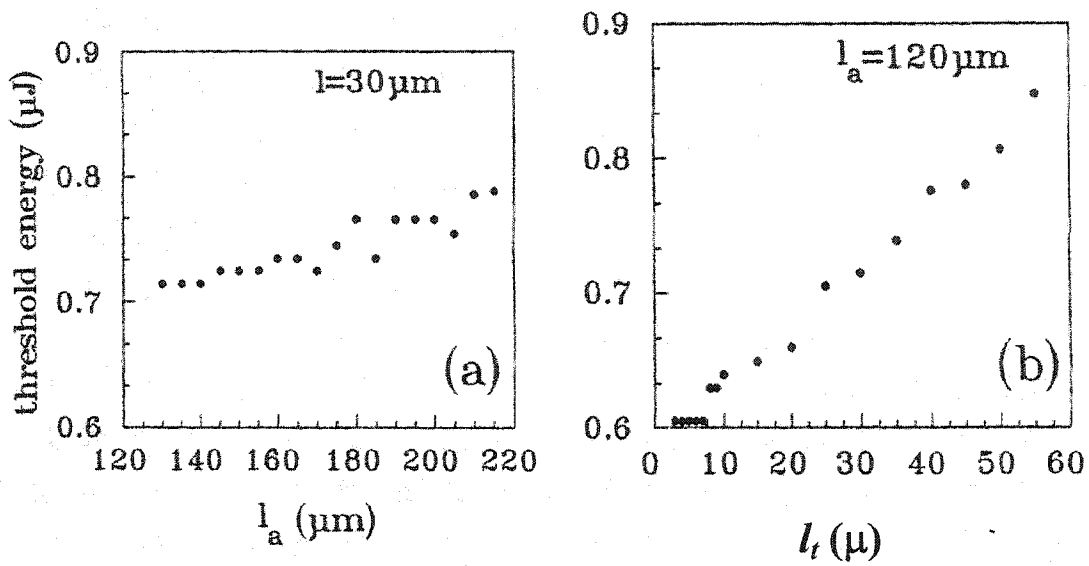 threshold energy (µJ)
0.9
0.8
0.7
0.6
l=30µm
(a)
120 140 160 180 200 220
l_a (µm)
0.9
0.8
0.7
0.6
l_a=120µm
(b)
0 10 20 30 40 50 60
l_t (µ)